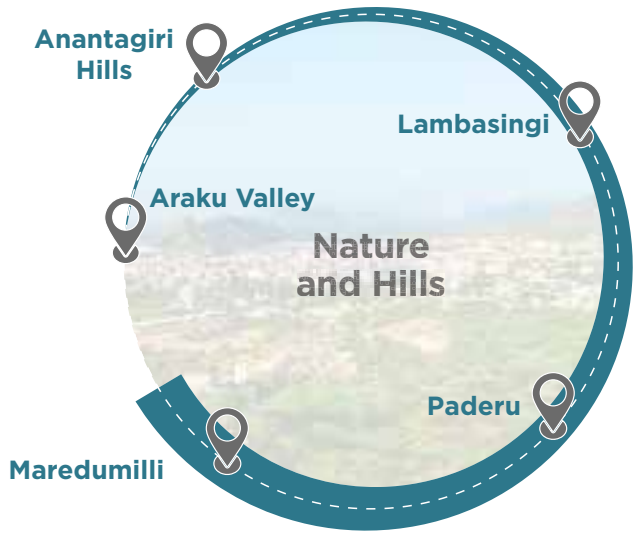 Anantagiri
Hills
Lambasingi
Araku Valley
Nature
and Hills
Paderu
Maredumilli